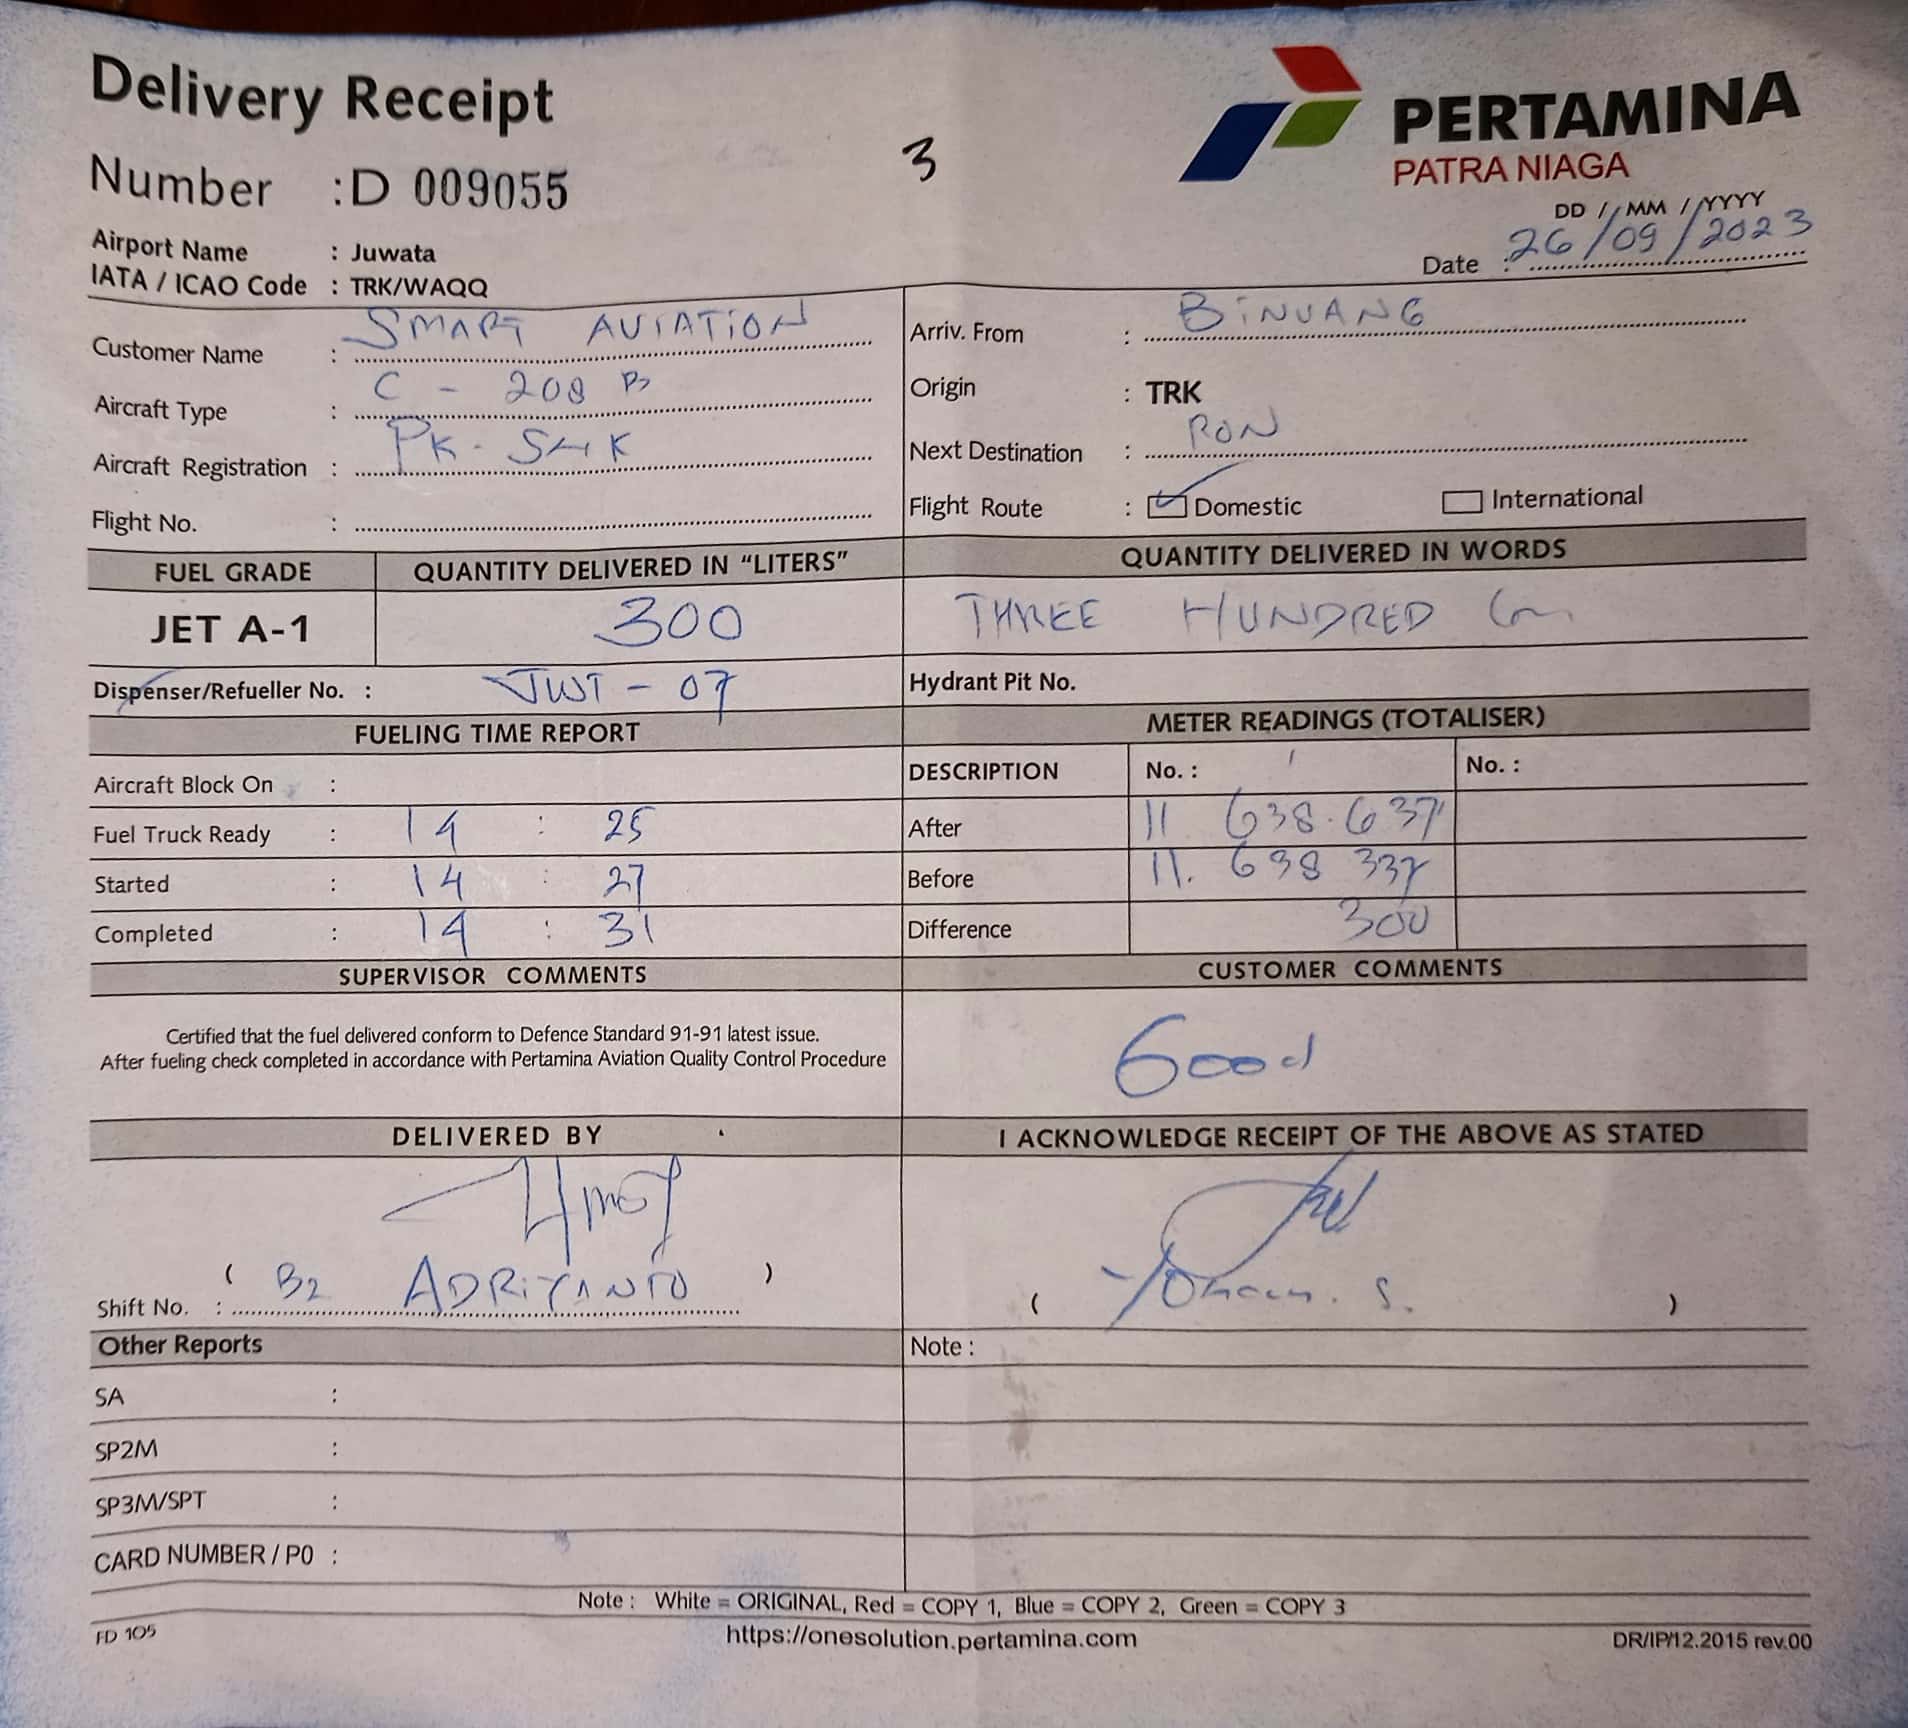 Delivery Receipt
PERTAMINA
PATRA NIAGA
3
Number : D 009055
DD / MM / YYYY
Date : 26/09/2023
Airport Name : Juwata
IATA / ICAO Code : TRK/WAQQ
Customer Name : SMART AVIATION
Aircraft Type : C - 208 B
Aircraft Registration : PK-
Flight No. :
Arriv. From : BINUANG
Origin : TRK
Next Destination : RON
Flight Route : Domestic International
FUEL GRADE QUANTITY DELIVERED IN "LITERS" QUANTITY DELIVERED IN WORDS
JET A-1 300 THREE HUNDRED
Dispenser/Refueller No. : JWT - 07 Hydrant Pit No.
FUELING TIME REPORT
Aircraft Block On :
Fuel Truck Ready : 14 : 25
Started : 14 : 27
Completed : 14 : 31
METER READINGS (TOTALISER)
DESCRIPTION No. : 1 No. :
After 11 638.637
Before 11. 638 337
Difference 300
SUPERVISOR COMMENTS
Certified that the fuel delivered conform to Defence Standard 91-91 latest issue.
After fueling check completed in accordance with Pertamina Aviation Quality Control Procedure
CUSTOMER COMMENTS
Good
DELIVERED BY
( B2 ADRIYANTO )
Shift No. :
I ACKNOWLEDGE RECEIPT OF THE ABOVE AS STATED
( S. )
Other Reports
SA :
SP2M :
SP3M/SPT :
CARD NUMBER / P0 :
Note :
Note : White = ORIGINAL, Red = COPY 1, Blue = COPY 2, Green = COPY 3
FD 105 https://onesolution.pertamina.com DR/IP/12.2015 rev.00